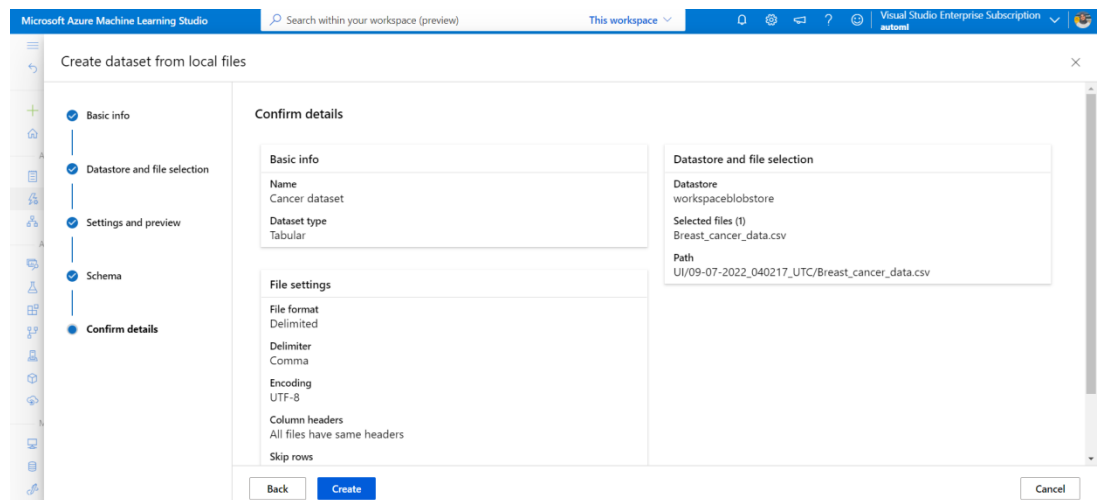 Microsoft Azure Machine Learning Studio
Search within your workspace (preview)
This workspace
Visual Studio Enterprise Subscription
automl
Create dataset from local files
Basic info
Datastore and file selection
Settings and preview
Schema
Confirm details
Confirm details
Basic info
Name
Cancer dataset
Dataset type
Tabular
File settings
File format
Delimited
Delimiter
Comma
Encoding
UTF-8
Column headers
All files have same headers
Skip rows
Datastore and file selection
Datastore
workspaceblobstore
Selected files (1)
Breast_cancer_data.csv
Path
UI/09-07-2022_040217_UTC/Breast_cancer_data.csv
Back
Create
Cancel